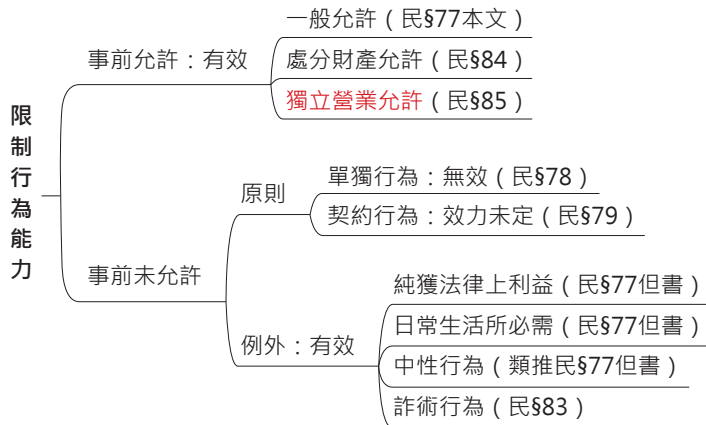 限制行為能力
事前允許：有效
一般允許（民§77本文）
處分財產允許（民§84）
獨立營業允許（民§85）
事前未允許
原則
單獨行為：無效（民§78）
契約行為：效力未定（民§79）
例外：有效
純獲法律上利益（民§77但書）
日常生活所必需（民§77但書）
中性行為（類推民§77但書）
詐術行為（民§83）